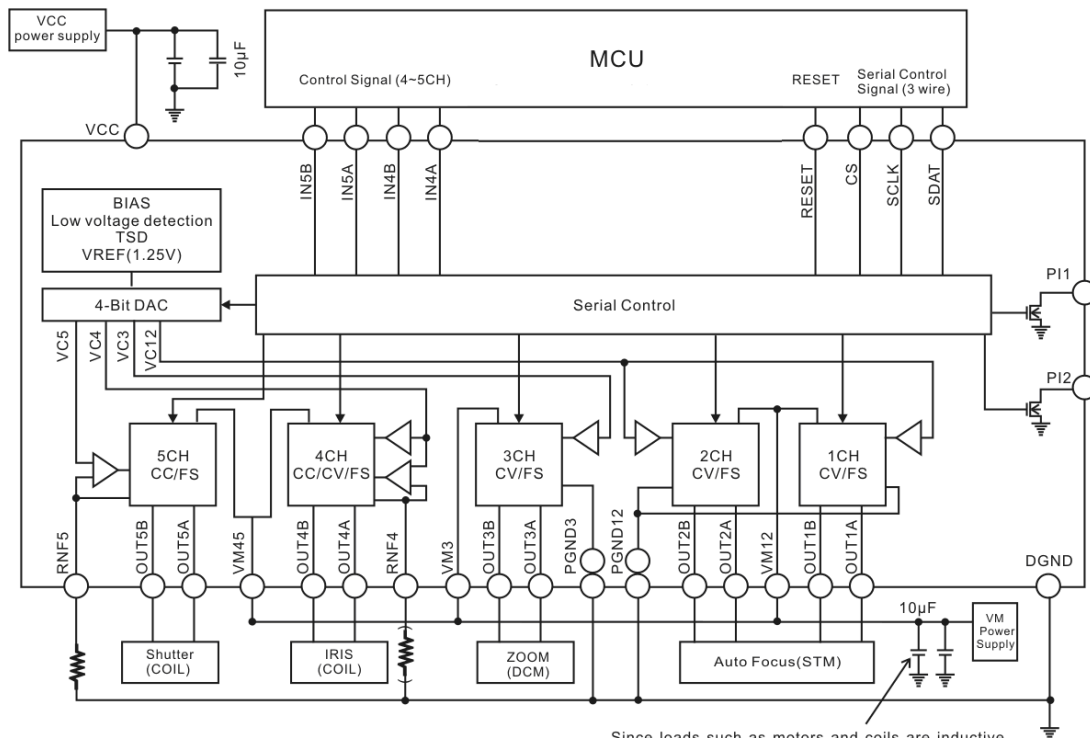 VCC
power supply
10μF
MCU
Control Signal (4~5CH)
RESET
Serial Control
Signal (3 wire)
VCC
IN5B
IN5A
IN4B
IN4A
RESET
CS
SCLK
SDAT
BIAS
Low voltage detection
TSD
VREF(1.25V)
4-Bit DAC
Serial Control
PI1
PI2
VC5
VC4
VC3
VC12
5CH
CC/FS
4CH
CC/CV/FS
3CH
CV/FS
2CH
CV/FS
1CH
CV/FS
RNF5
OUT5B
OUT5A
VM45
OUT4B
OUT4A
RNF4
VM3
OUT3B
OUT3A
PGND3
PGND12
OUT2B
OUT2A
VM12
OUT1B
OUT1A
DGND
Shutter
(COIL)
IRIS
(COIL)
ZOOM
(DCM)
Auto Focus(STM)
10μF
VM
Power
Supply
Since loads such as motors and coils are inductive